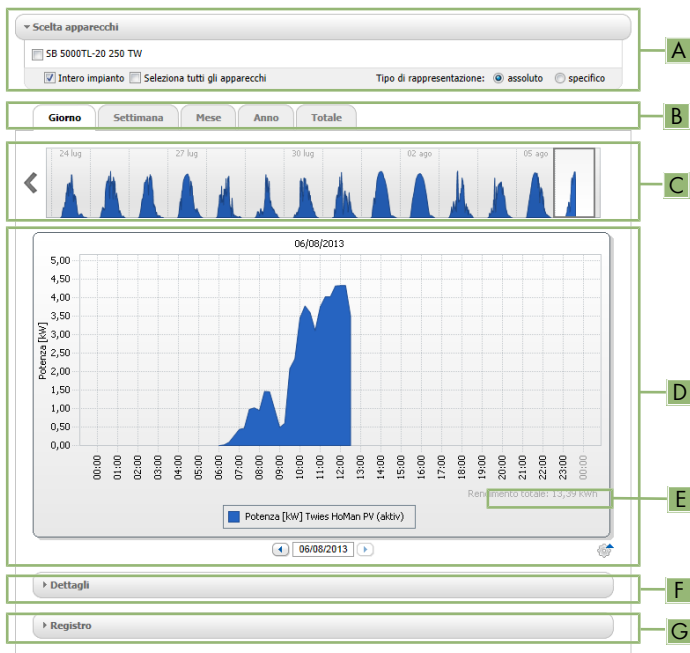 Scelta apparecchi
SB 5000TL-20 250 TW
Intero impianto Seleziona tutti gli apparecchi Tipo di rappresentazione: assoluto specifico
A
Giorno Settimana Mese Anno Totale
B
24 lug 27 lug 30 lug 02 ago 05 ago
C
06/08/2013
Potenza [kW]
5,00
4,50
4,00
3,50
3,00
2,50
2,00
1,50
1,00
0,50
0,00
00:00 01:00 02:00 03:00 04:00 05:00 06:00 07:00 08:00 09:00 10:00 11:00 12:00 13:00 14:00 15:00 16:00 17:00 18:00 19:00 20:00 21:00 22:00 23:00 00:00
D
Rendimento totale: 13,39 kWh
E
Potenza [kW] Twies HoMan PV (aktiv)
06/08/2013
Dettagli
F
Registro
G